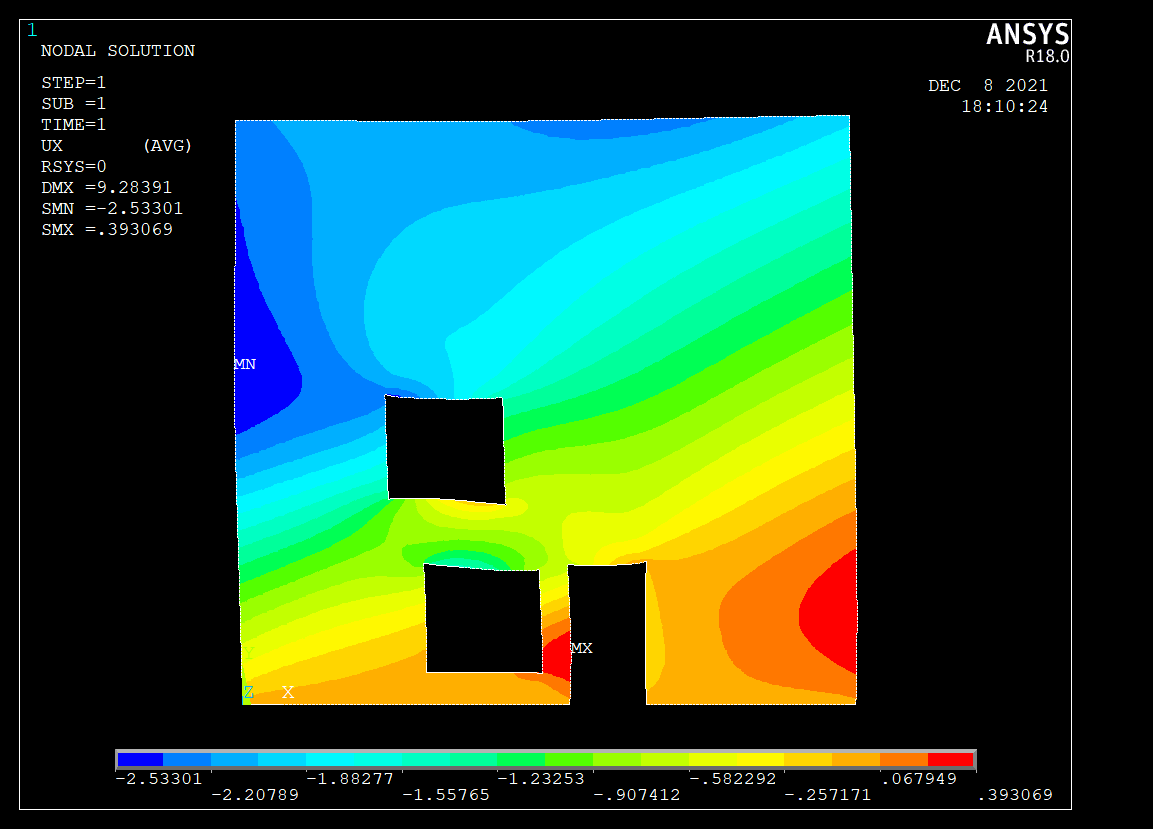 1
ANSYS
R18.0
NODAL SOLUTION
DEC 8 2021
18:10:24
STEP=1
SUB =1
TIME=1
UX (AVG)
RSYS=0
DMX =9.28391
SMN =-2.53301
SMX =.393069
MN
MX
Y
Z X
-2.53301 -1.88277 -1.23253 -.582292 .067949
-2.20789 -1.55765 -.907412 -.257171 .393069